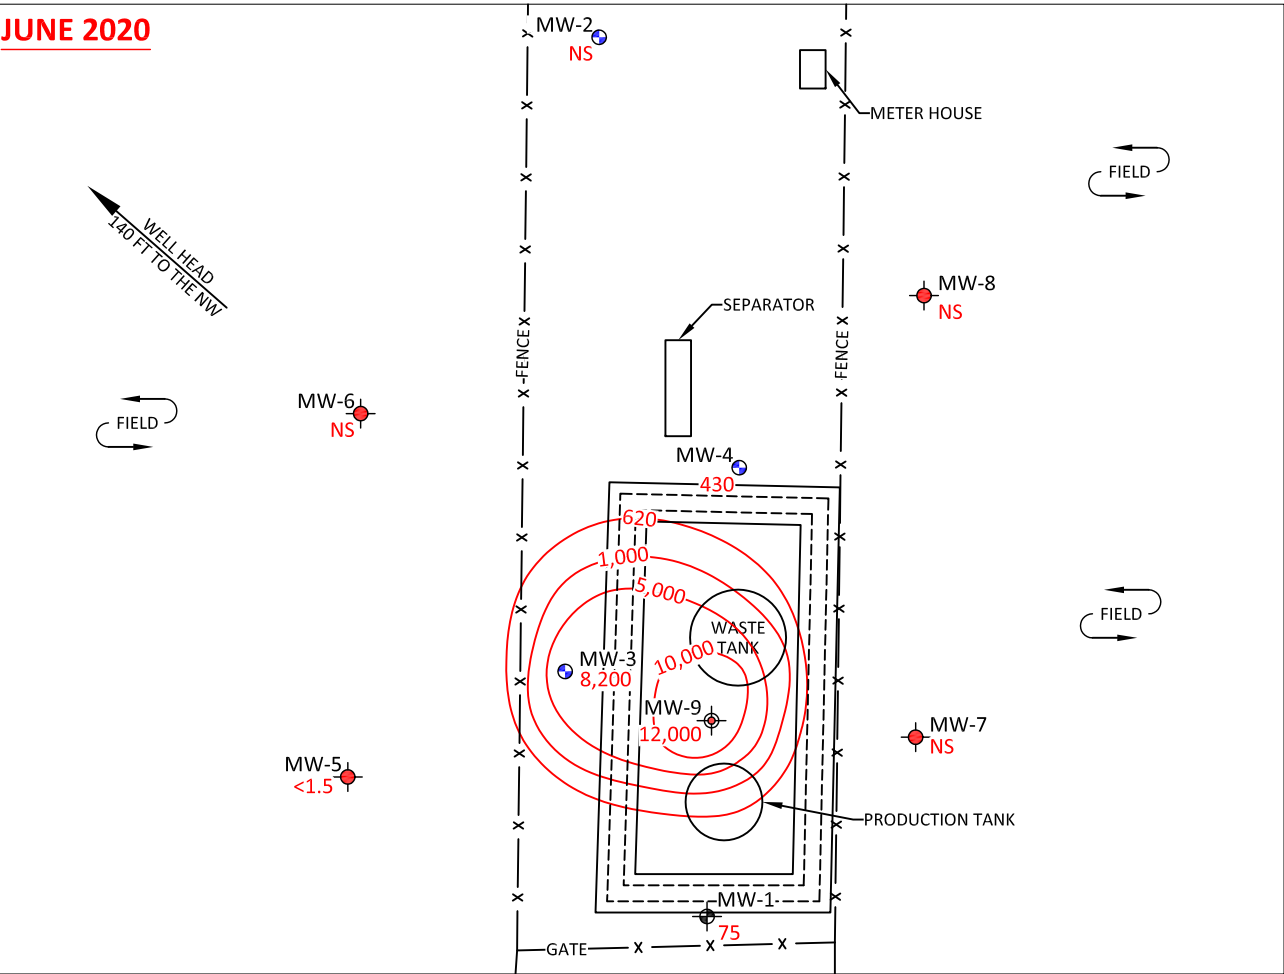 JUNE 2020
MW-2
NS
METER HOUSE
FIELD
WELL HEAD
140 FT TO THE NW
MW-8
NS
SEPARATOR
FENCE
FENCE
MW-6
NS
FIELD
MW-4
430
620
1,000
5,000
FIELD
WASTE
TANK
10,000
MW-3
8,200
MW-9
12,000
MW-7
NS
MW-5
<1.5
PRODUCTION TANK
MW-1
75
GATE